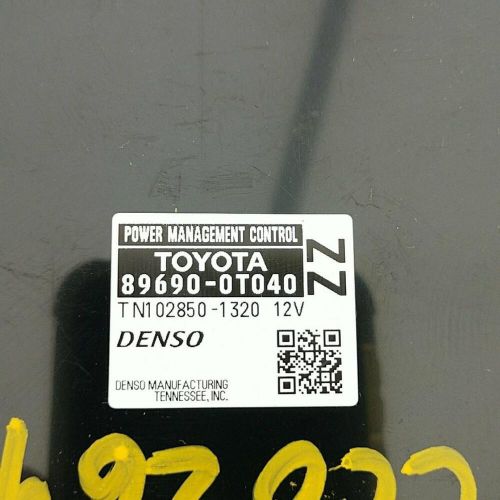 POWER MANAGEMENT CONTROL
TOYOTA
89690-0T040
ZZ
TN102850-1320 12V
DENSO
DENSO MANUFACTURING
TENNESSEE, INC.